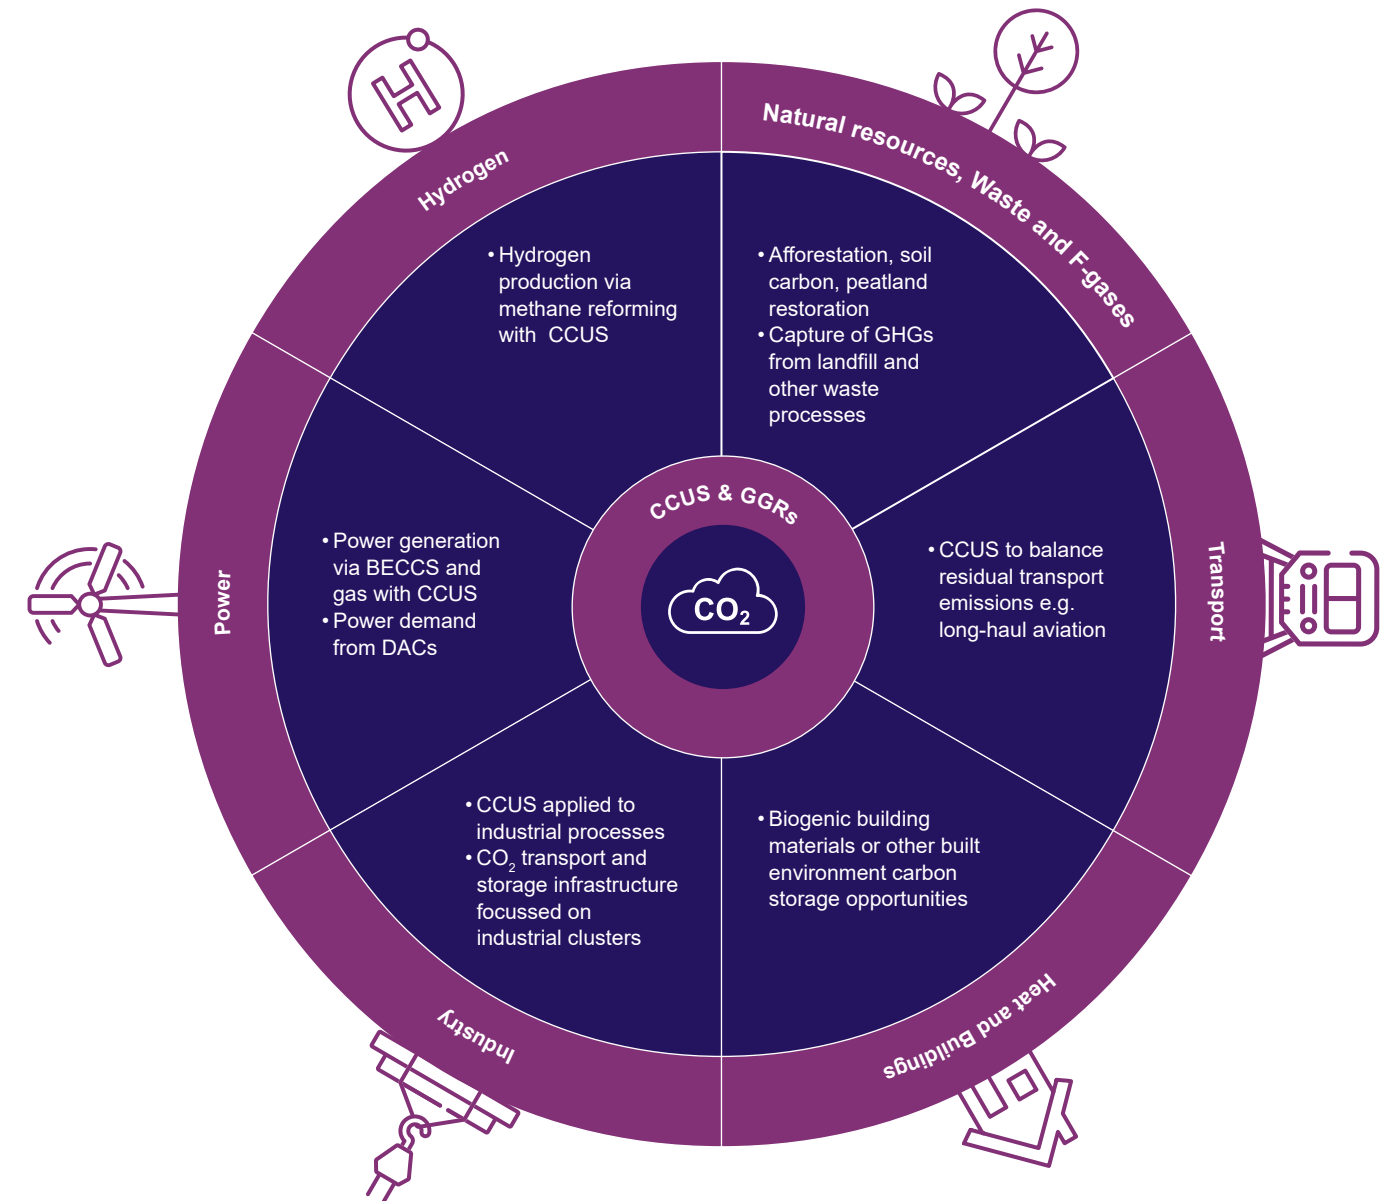 Hydrogen
Natural resources, Waste and F-gases
• Hydrogen
production via
methane reforming
with CCUS
• Afforestation, soil
carbon, peatland
restoration
• Capture of GHGs
from landfill and
other waste
processes
CCUS & GGRs
CO₂
Power
• Power generation
via BECCS and
gas with CCUS
• Power demand
from DACs
• CCUS to balance
residual transport
emissions e.g.
long-haul aviation
Transport
• CCUS applied to
industrial processes
• CO₂ transport and
storage infrastructure
focussed on
industrial clusters
• Biogenic building
materials or other built
environment carbon
storage opportunities
Industry
Heat and Buildings
H